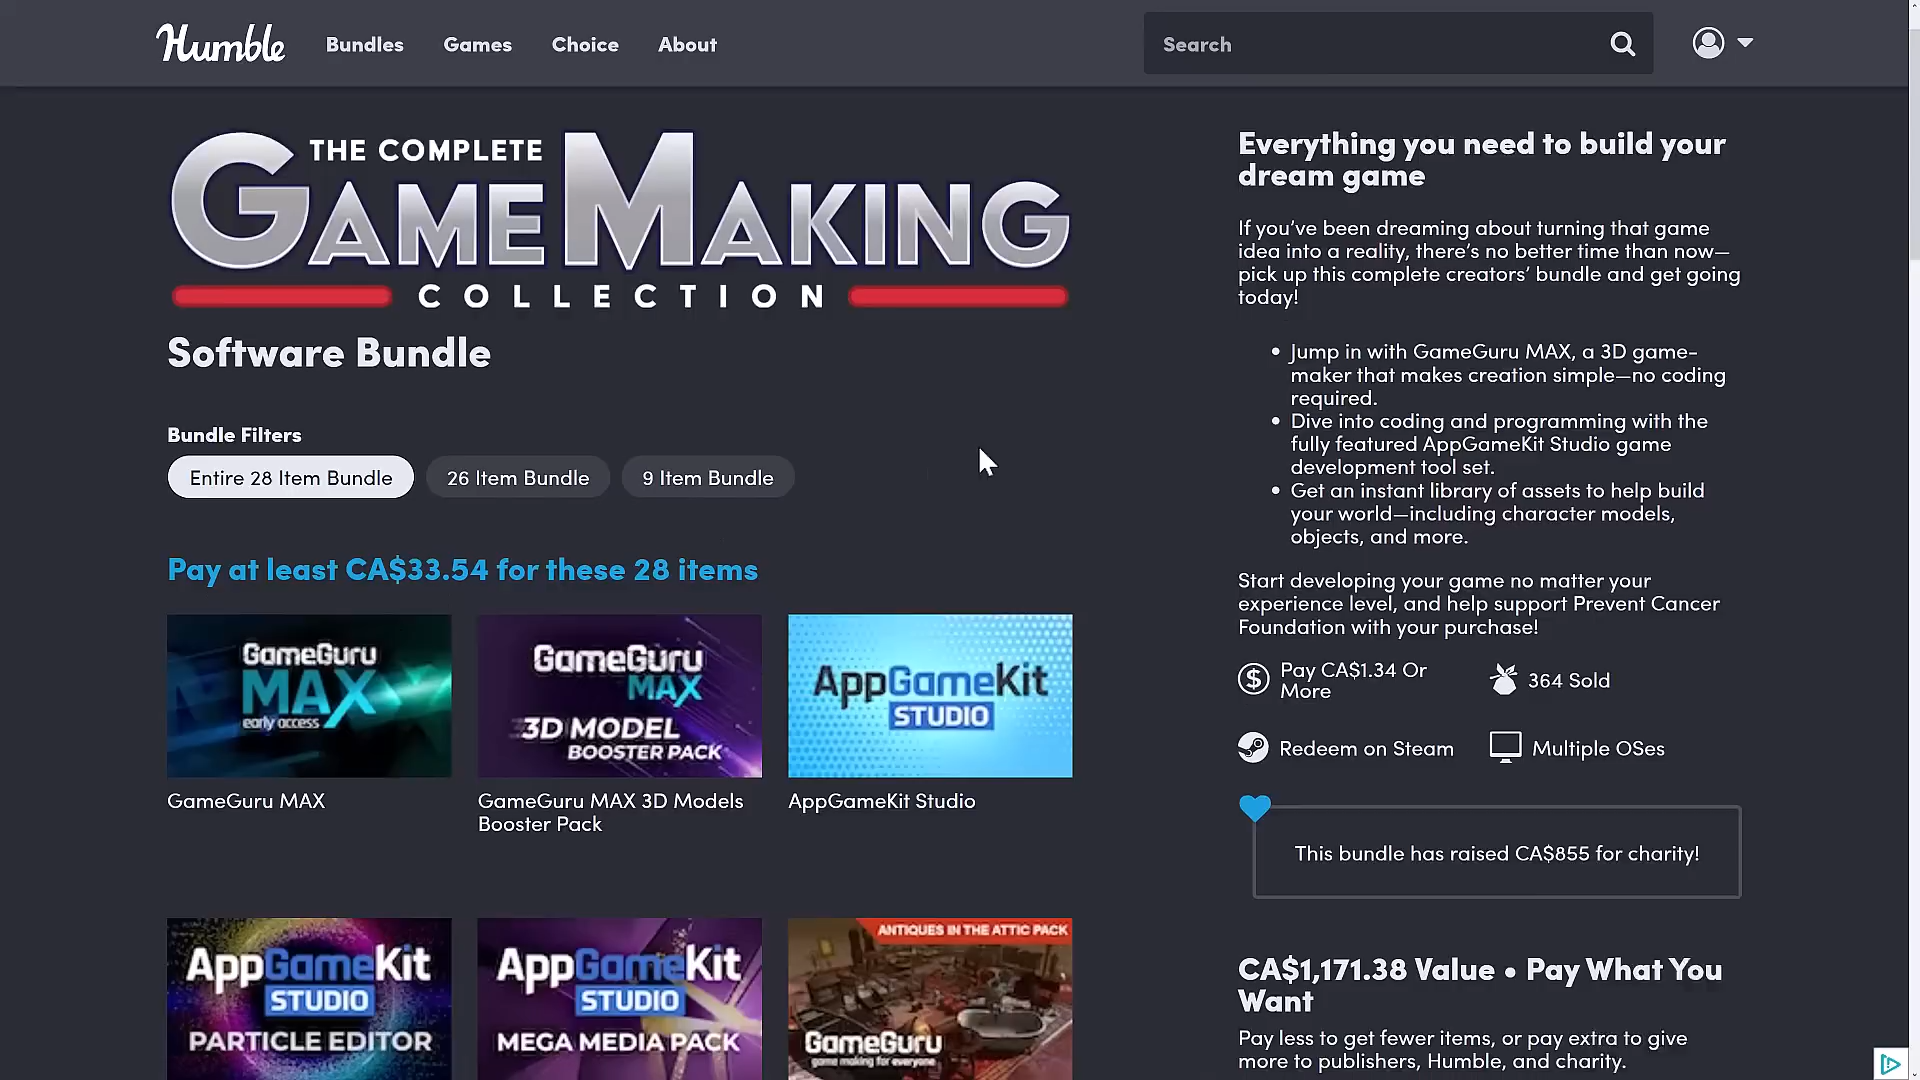 Humble
Bundles
Games
Choice
About
Search
THE COMPLETE
GAMEMAKING
COLLECTION
Software Bundle
Bundle Filters
Entire 28 Item Bundle
26 Item Bundle
9 Item Bundle
Pay at least CA$33.54 for these 28 items
GameGuru
MAX
early access
GameGuru
MAX
3D MODEL
BOOSTER PACK
AppGameKit
STUDIO
GameGuru MAX
GameGuru MAX 3D Models
Booster Pack
AppGameKit Studio
AppGameKit
STUDIO
PARTICLE EDITOR
AppGameKit
STUDIO
MEGA MEDIA PACK
ANTIQUES IN THE ATTIC PACK
GameGuru
game making for everyone
Everything you need to build your
dream game
If you’ve been dreaming about turning that game
idea into a reality, there’s no better time than now—
pick up this complete creators’ bundle and get going
today!
• Jump in with GameGuru MAX, a 3D game-
maker that makes creation simple—no coding
required.
• Dive into coding and programming with the
fully featured AppGameKit Studio game
development tool set.
• Get an instant library of assets to help build
your world—including character models,
objects, and more.
Start developing your game no matter your
experience level, and help support Prevent Cancer
Foundation with your purchase!
Pay CA$1.34 Or
More
364 Sold
Redeem on Steam
Multiple OSes
This bundle has raised CA$855 for charity!
CA$1,171.38 Value • Pay What You
Want
Pay less to get fewer items, or pay extra to give
more to publishers, Humble, and charity.